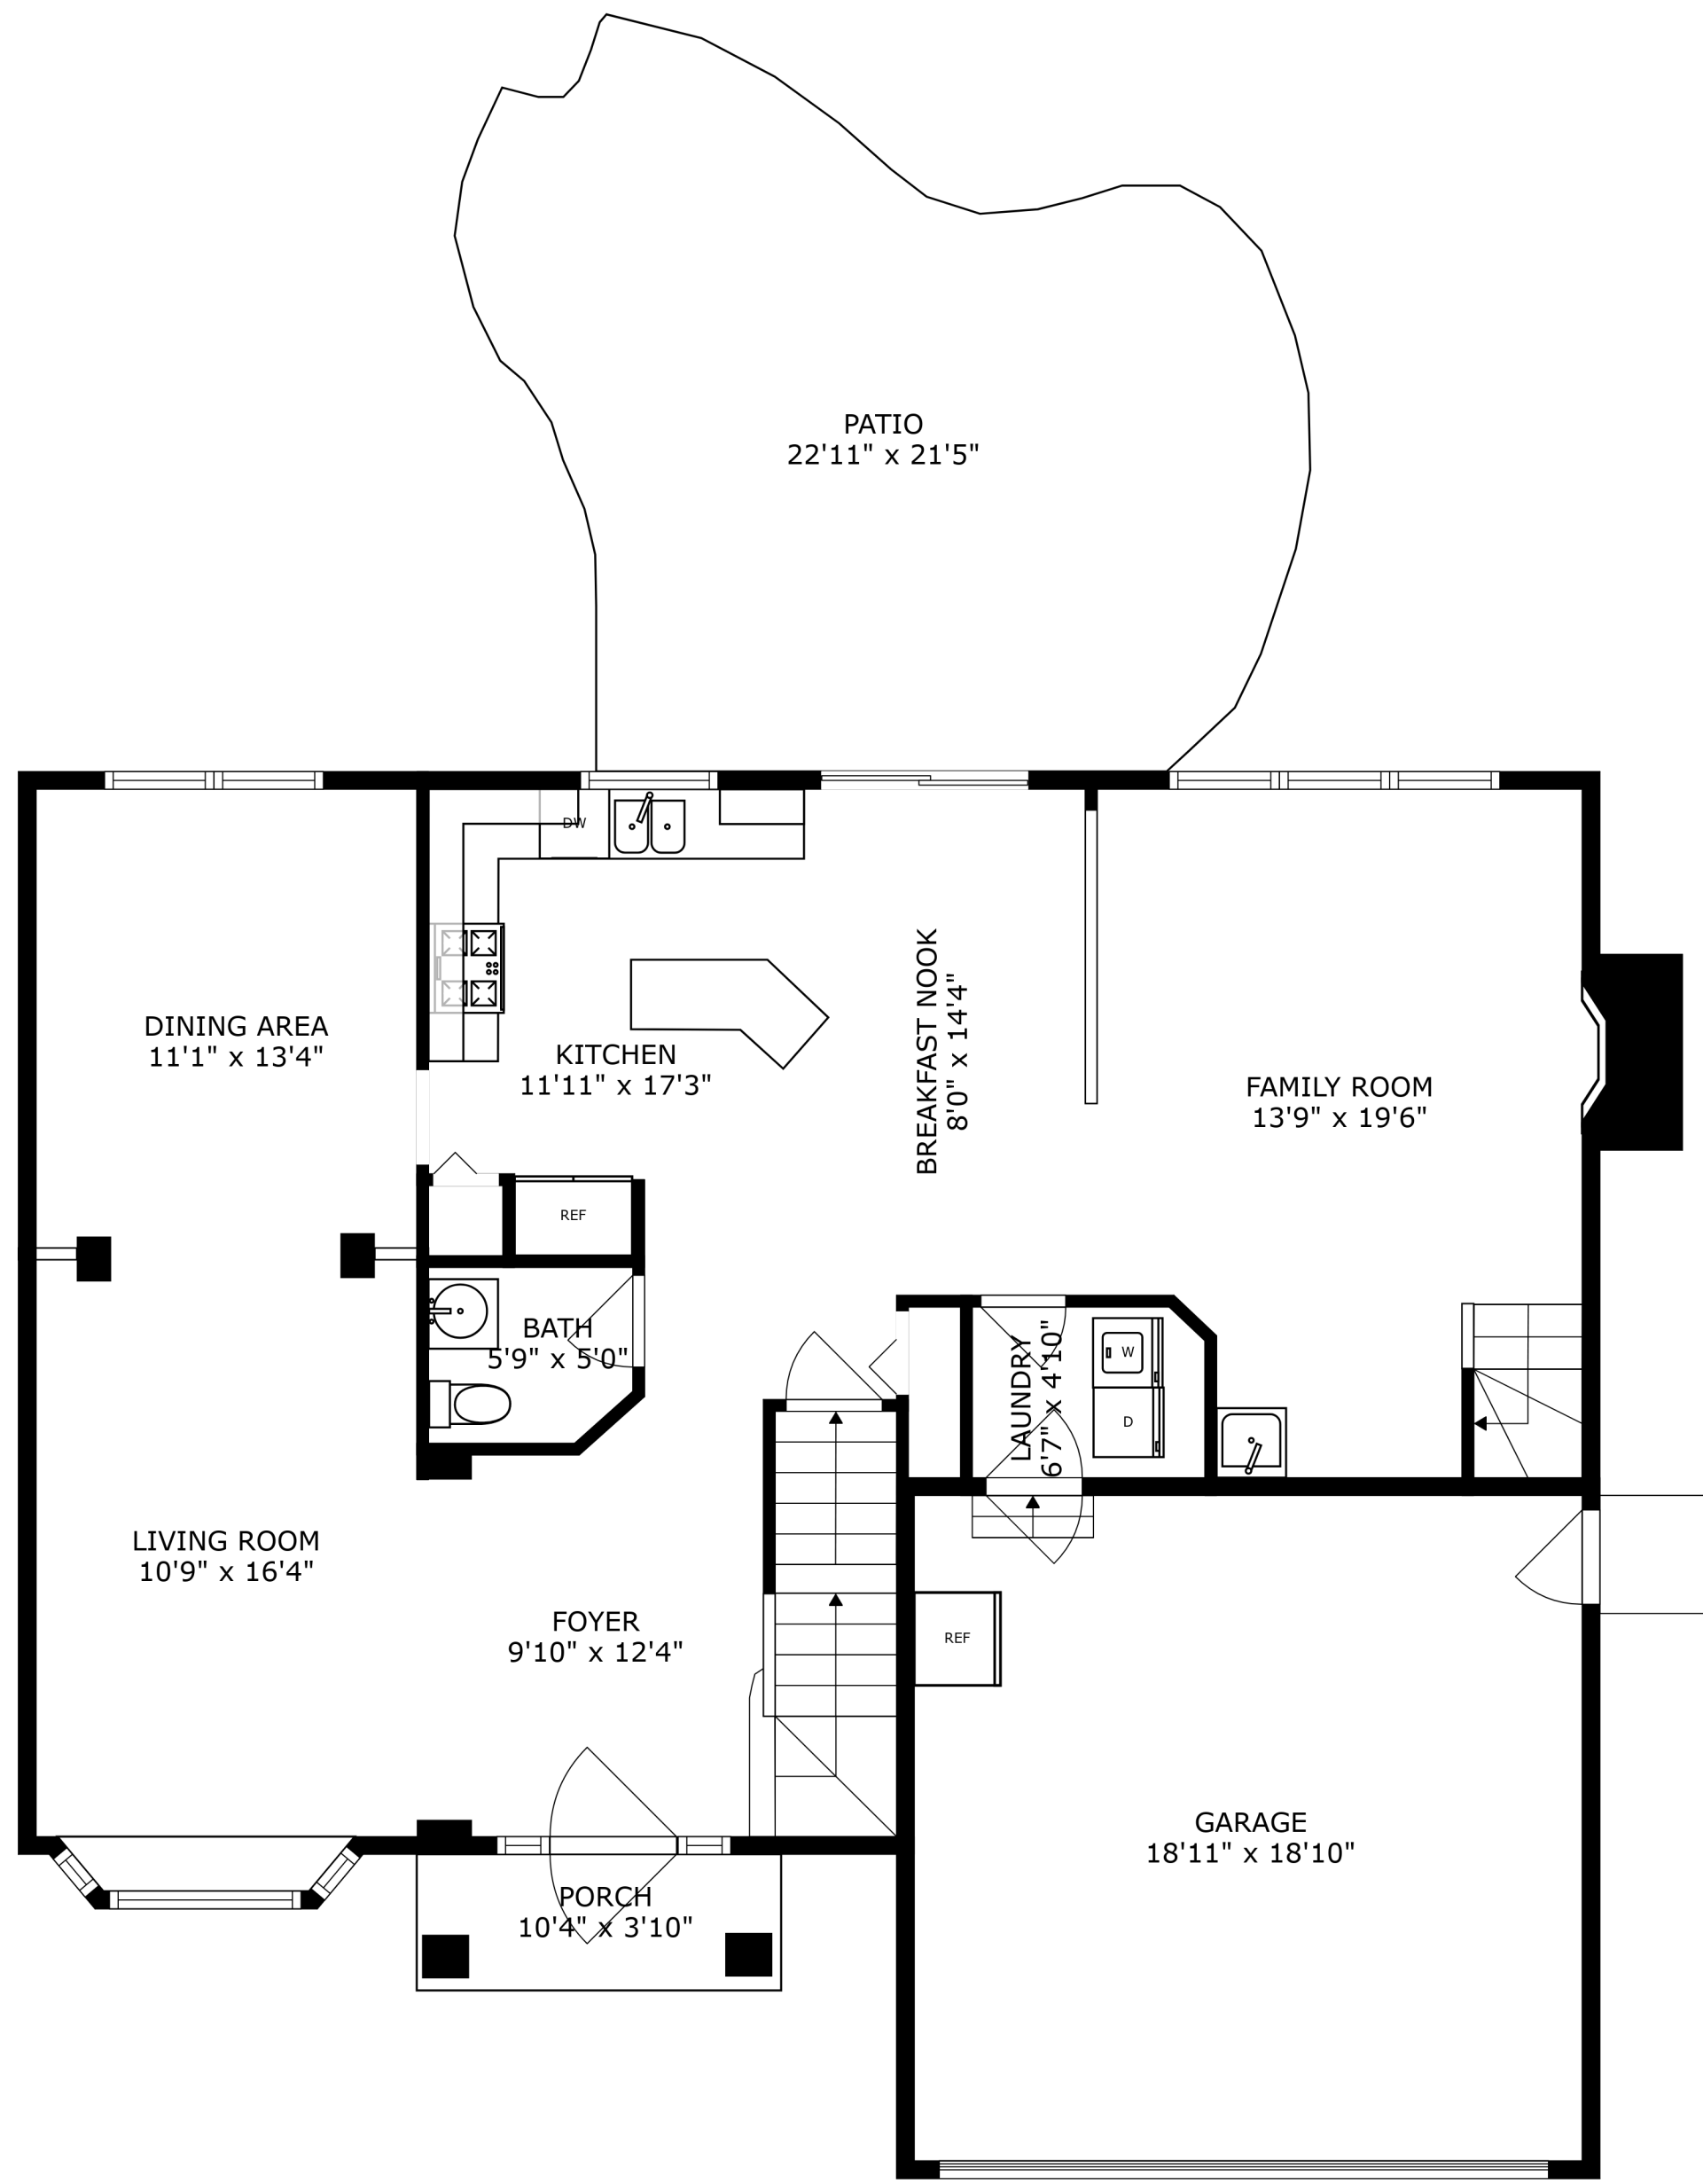 PATIO
22'11" x 21'5"
DW
DINING AREA
11'1" x 13'4"
KITCHEN
11'11" x 17'3"
BREAKFAST NOOK
8'0" x 14'4"
FAMILY ROOM
13'9" x 19'6"
REF
BATH
5'9" x 5'0"
LAUNDRY
6'7" x 4'10"
W
D
LIVING ROOM
10'9" x 16'4"
FOYER
9'10" x 12'4"
REF
GARAGE
18'11" x 18'10"
PORCH
10'4" x 3'10"